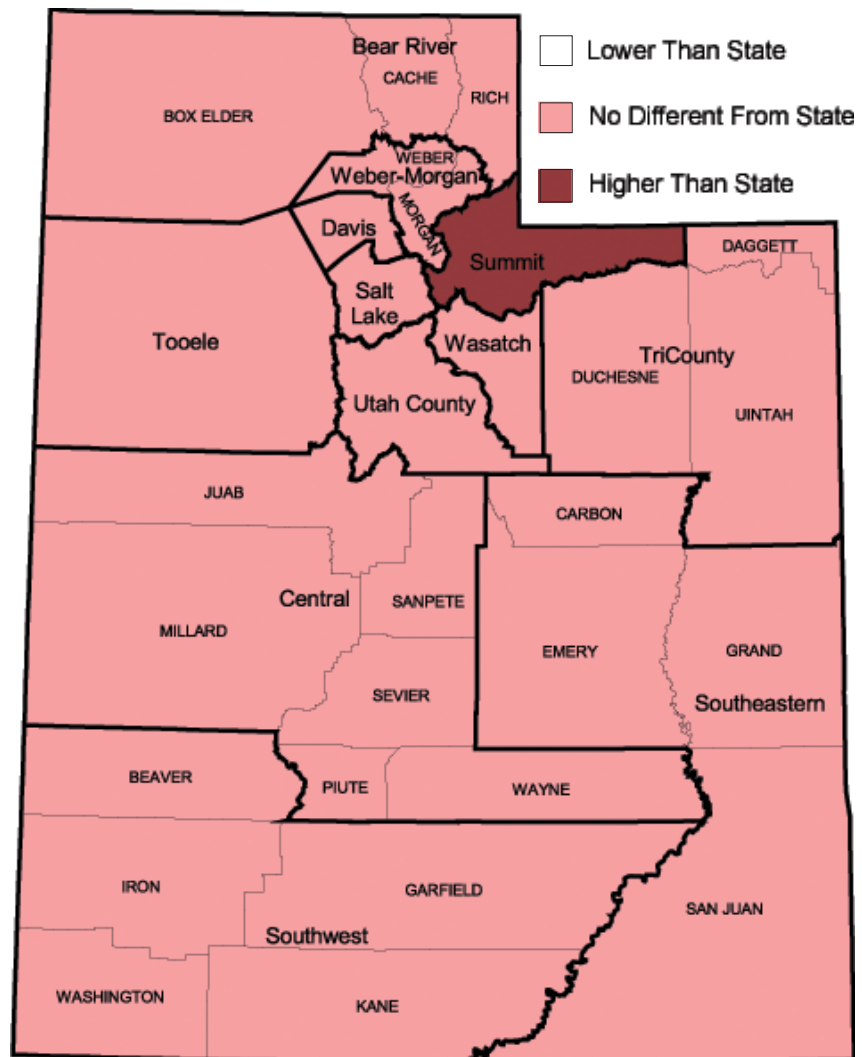 Bear River
Lower Than State
CACHE
RICH
No Different From State
BOX ELDER
WEBER
Weber-Morgan
Higher Than State
MORGAN
Davis
DAGGETT
Summit
Salt
Lake
Tooele
Wasatch
TriCounty
DUCHESNE
Utah County
UINTAH
JUAB
CARBON
Central
SANPETE
MILLARD
EMERY
GRAND
SEVIER
Southeastern
BEAVER
PIUTE
WAYNE
IRON
GARFIELD
SAN JUAN
Southwest
WASHINGTON
KANE